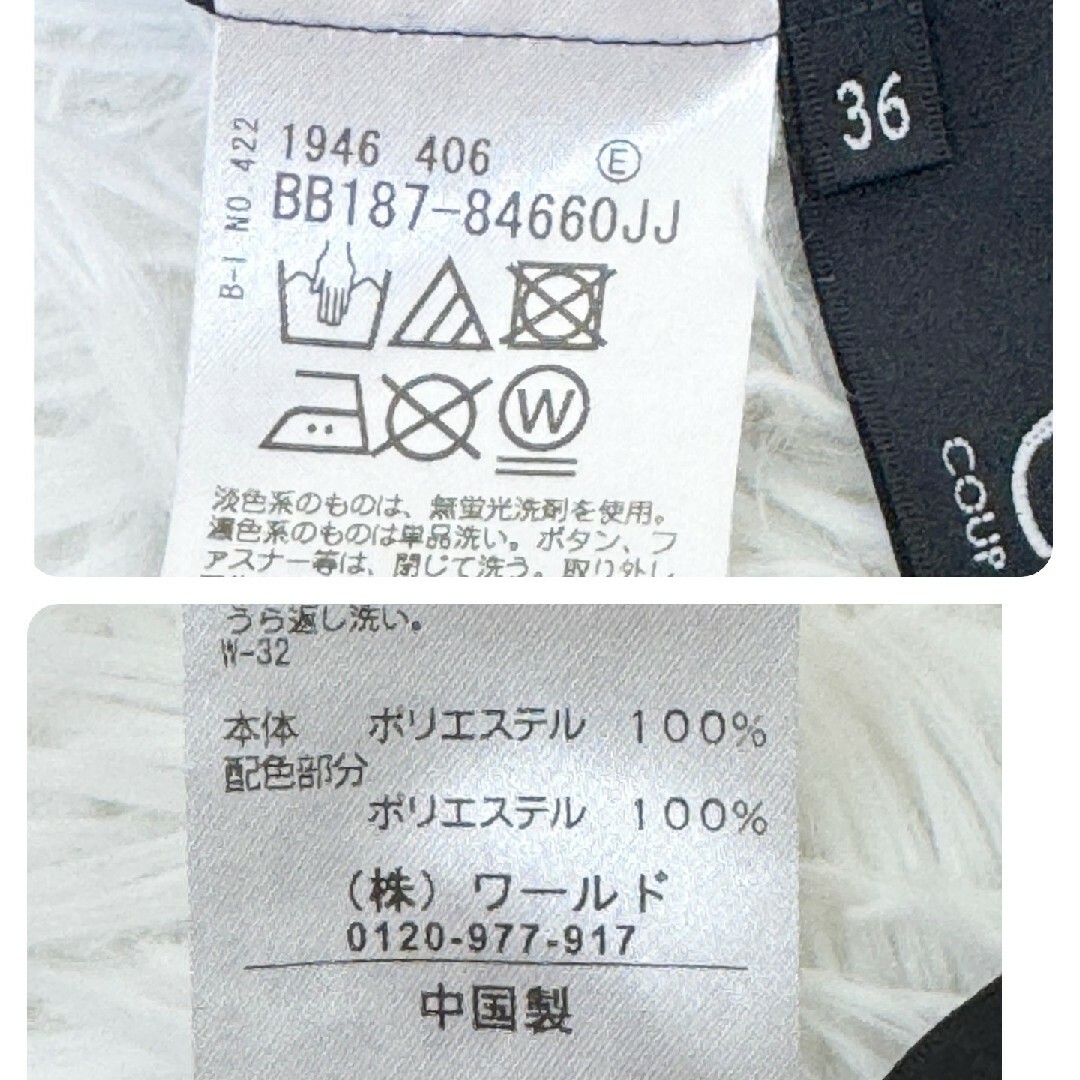 1946 406 Ⓔ
BB187-84660JJ
B-I NO.422
36
W
COUP
淡色系のものは、無蛍光洗剤を使用。
濃色系のものは単品洗い。ボタン、フ
ァスナー等は、閉じて洗う。取り外し
うら返し洗い。
W-32
本体 ポリエステル 100%
配色部分
ポリエステル 100%
(株)ワールド
0120-977-917
中国製